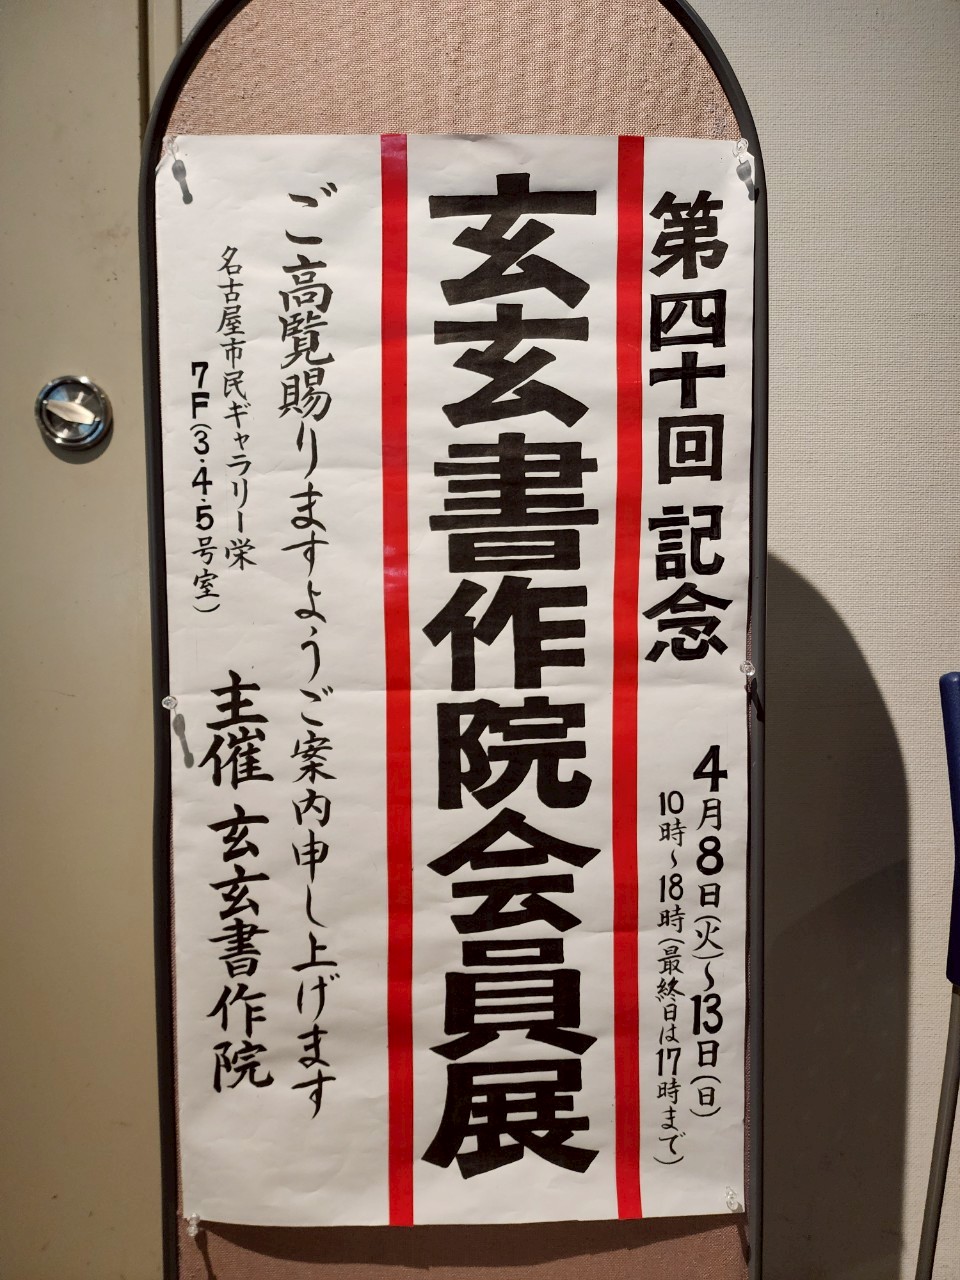 第四十回 記念
4月8日(火)~13日(日)
10時~18時(最終日は17時まで)
玄玄書作院会員展
ご高覧賜りますようご案内申し上げます
名古屋市民ギャラリー栄
7F(3.4.5号室)
主催 玄玄書作院